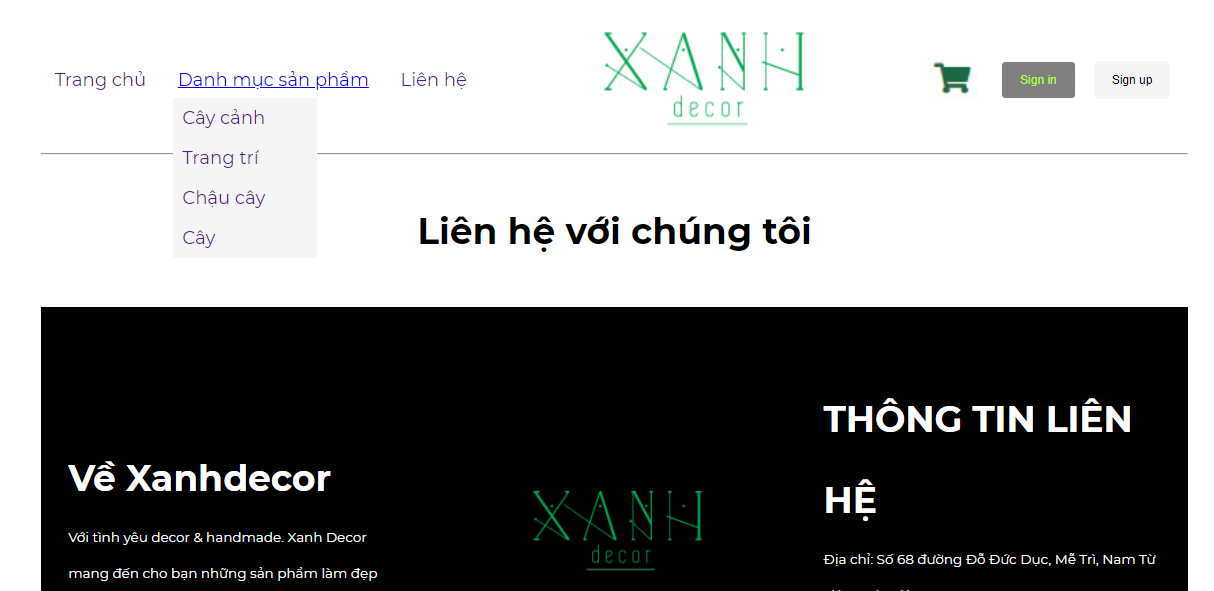 Trang chủ Danh mục sản phẩm Liên hệ
XANH
decor
Sign in Sign up
Cây cảnh
Trang trí
Chậu cây
Cây
Liên hệ với chúng tôi
Về Xanhdecor
Với tình yêu decor & handmade. Xanh Decor
mang đến cho bạn những sản phẩm làm đẹp
XANH
decor
THÔNG TIN LIÊN
HỆ
Địa chỉ: Số 68 đường Đỗ Đức Dục, Mễ Trì, Nam Từ